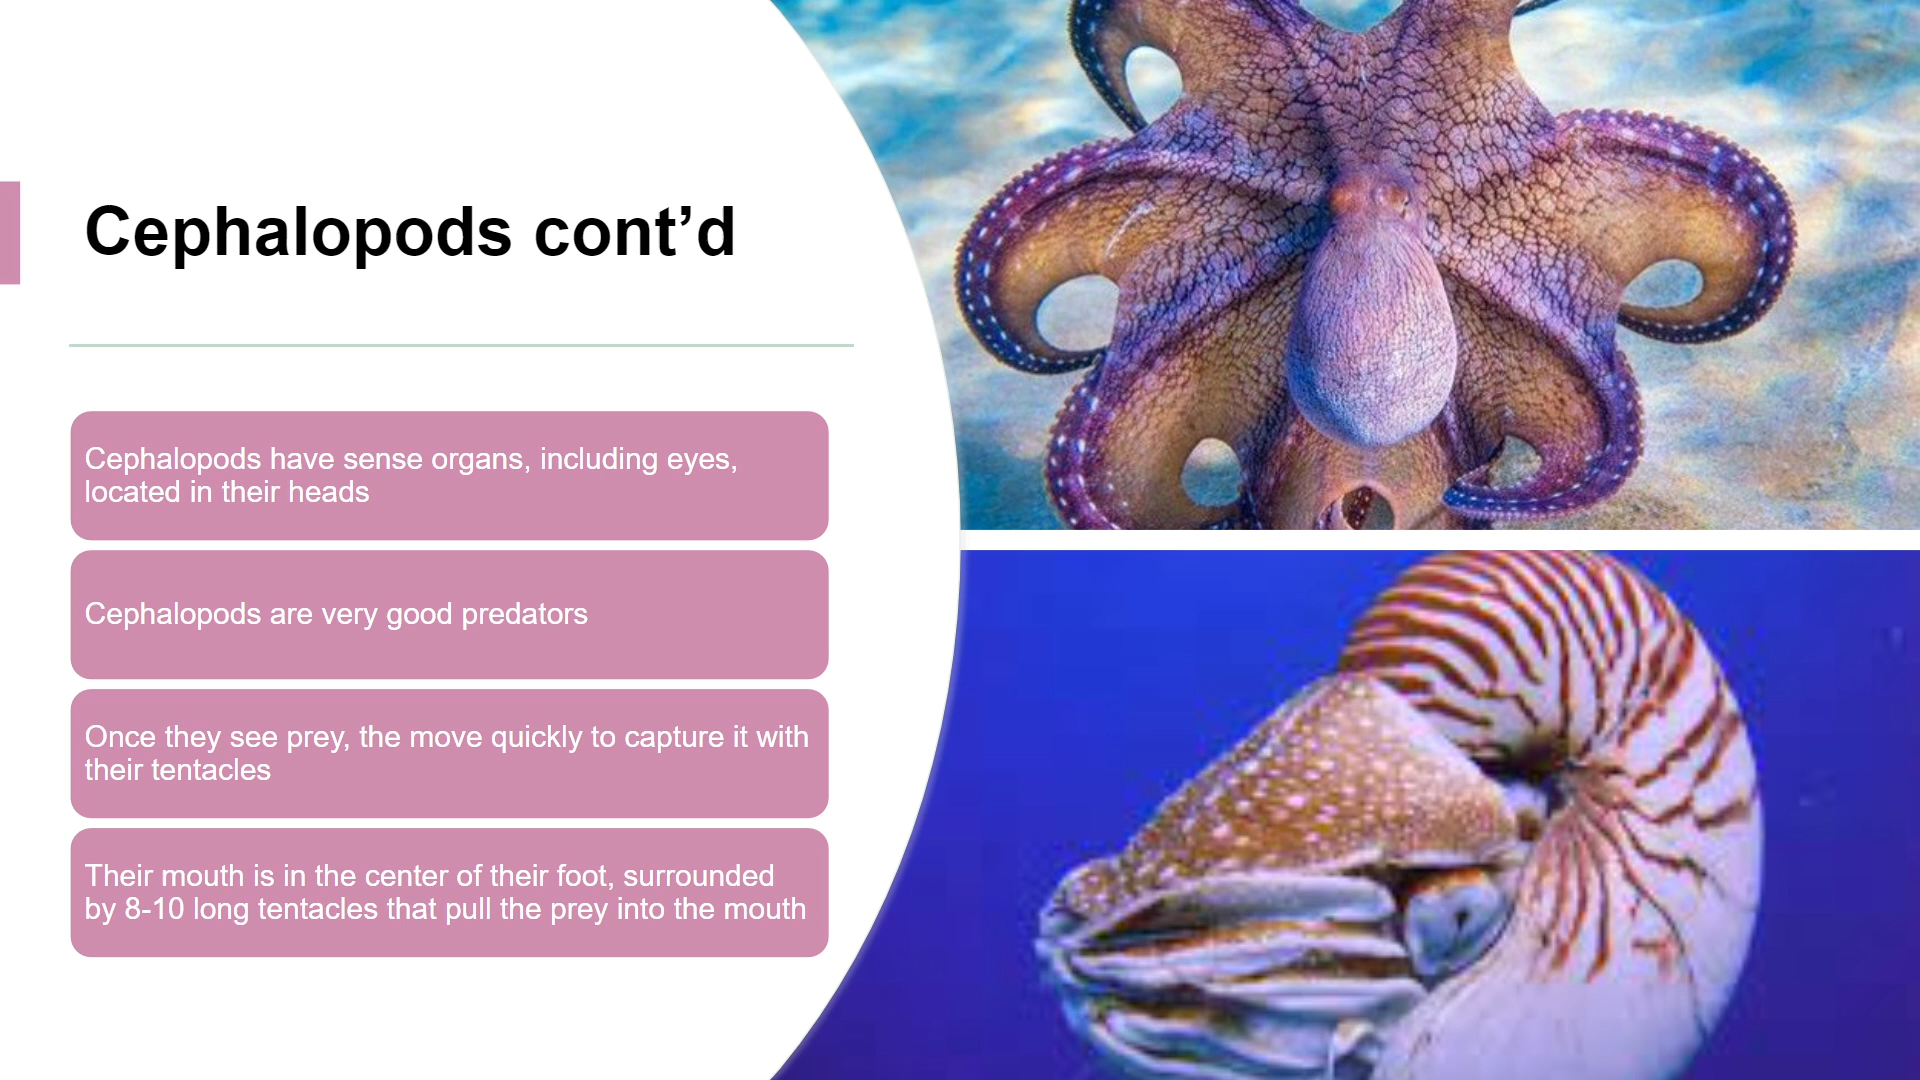 Cephalopods cont’d
Cephalopods have sense organs, including eyes,
located in their heads
Cephalopods are very good predators
Once they see prey, the move quickly to capture it with
their tentacles
Their mouth is in the center of their foot, surrounded
by 8-10 long tentacles that pull the prey into the mouth